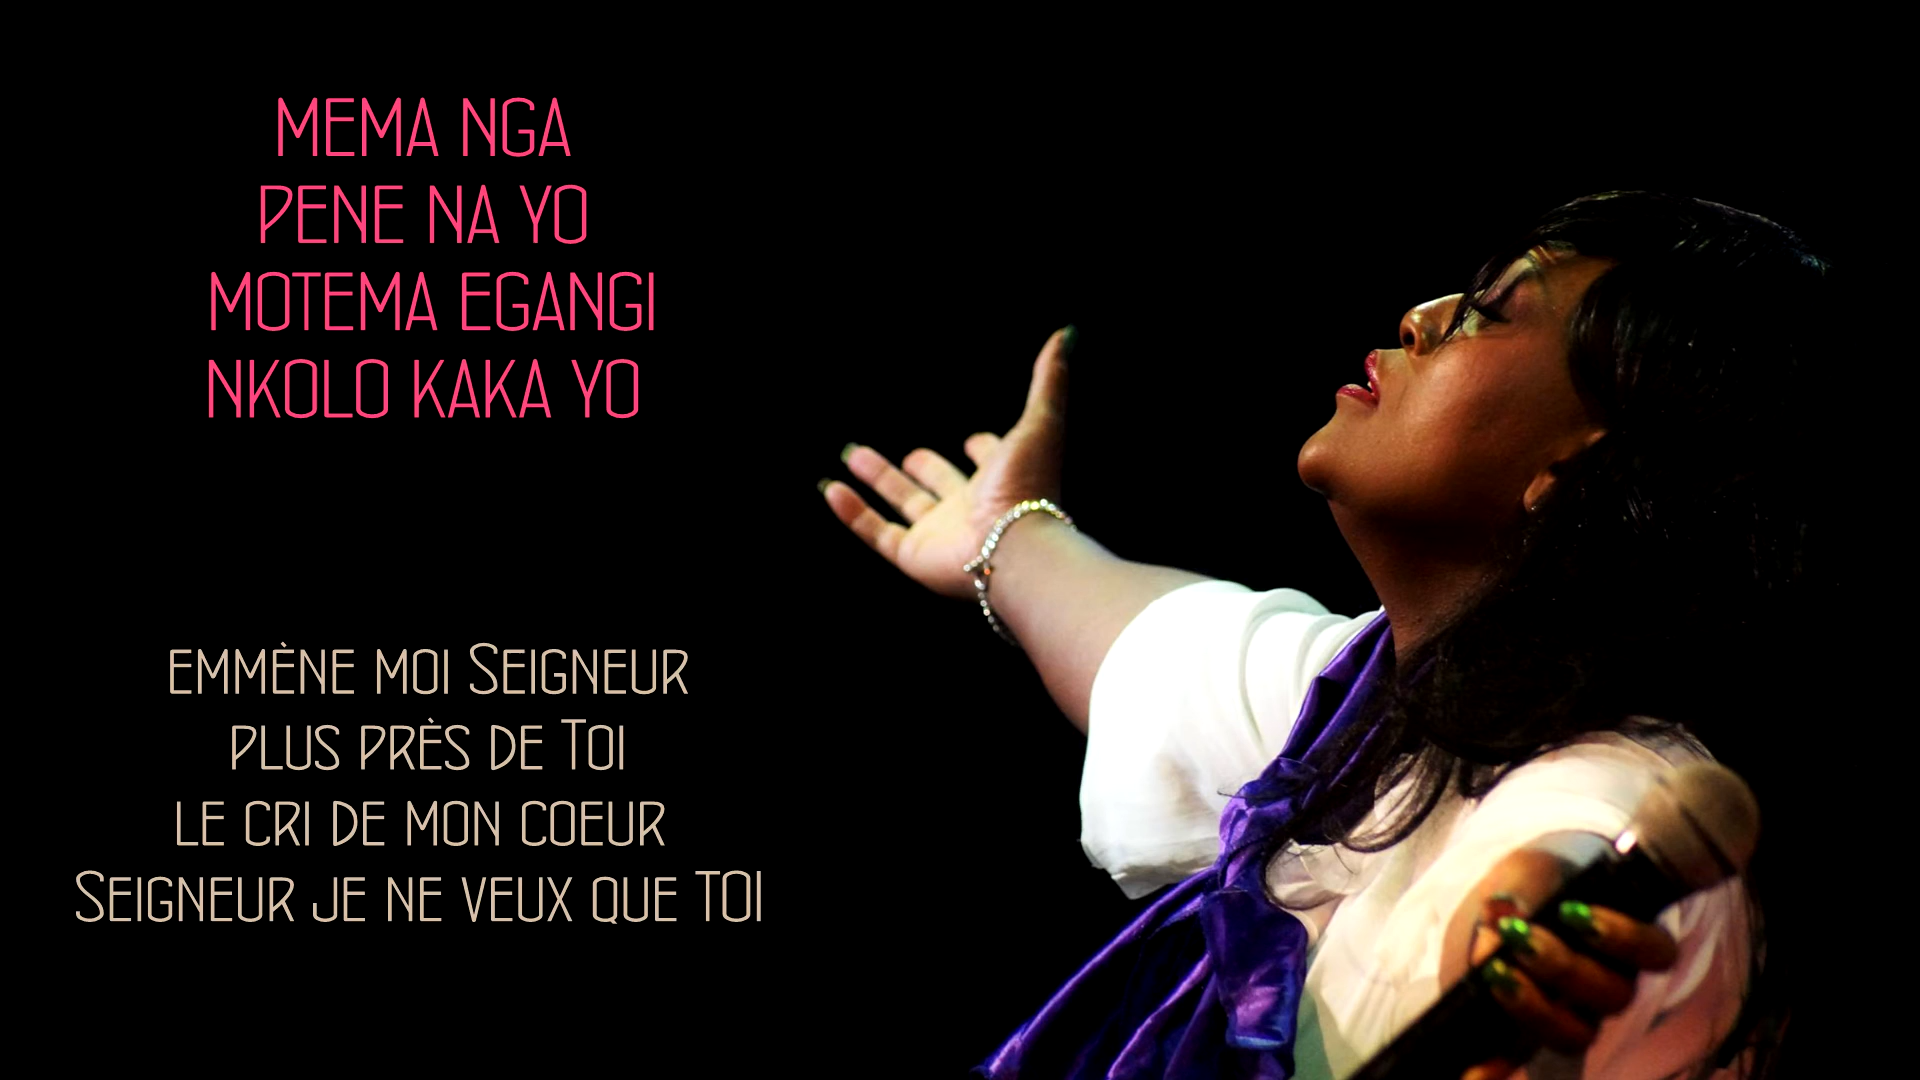 MEMA NGA
PENE NA YO
MOTEMA EGANGI
NKOLO KAKA YO
EMMÈNE MOI SEIGNEUR
PLUS PRÈS DE TOI
LE CRI DE MON COEUR
SEIGNEUR JE NE VEUX QUE TOI